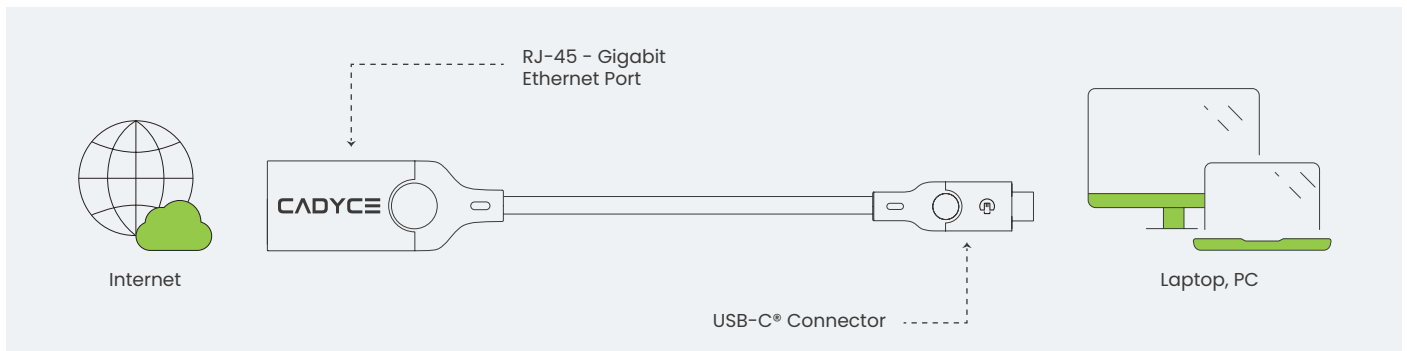 RJ-45 - Gigabit
Ethernet Port
CADYCE
Internet
Laptop, PC
USB-C® Connector